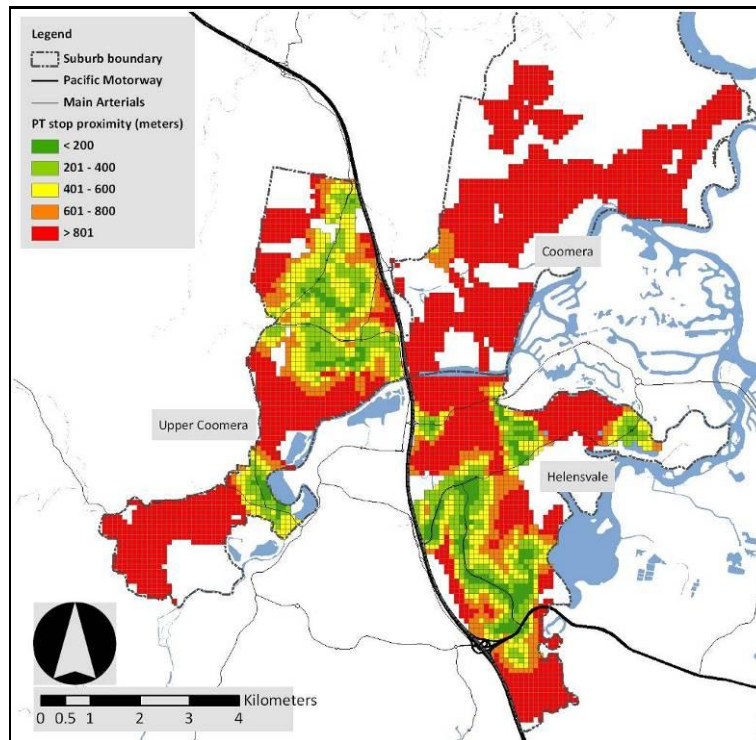 Legend
Suburb boundary
Pacific Motorway
Main Arterials
PT stop proximity (meters)
< 200
201 - 400
401 - 600
601 - 800
> 801
Coomera
Upper Coomera
Helensvale
Kilometers
0 0.5 1 2 3 4